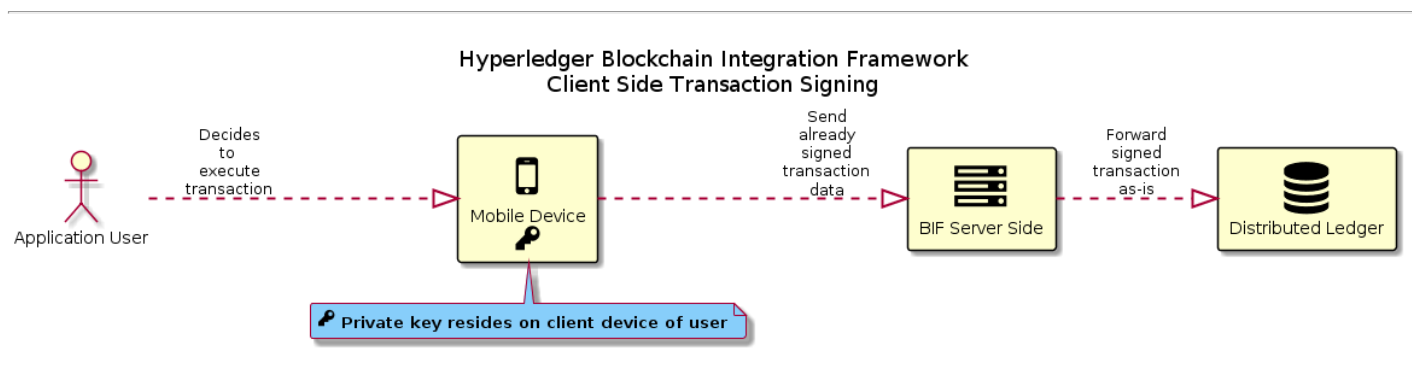 Hyperledger Blockchain Integration Framework
Client Side Transaction Signing
Application User
Decides
to
execute
transaction
Mobile Device
Private key resides on client device of user
Send
already
signed
transaction
data
BIF Server Side
Forward
signed
transaction
as-is
Distributed Ledger